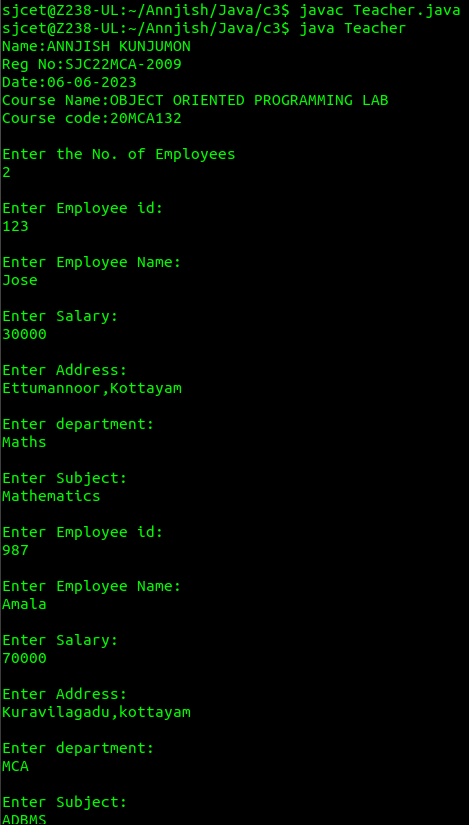 sjcet@Z238-UL:~/Annjish/Java/c3$ javac Teacher.java
sjcet@Z238-UL:~/Annjish/Java/c3$ java Teacher
Name:ANNJISH KUNJUMON
Reg No:SJC22MCA-2009
Date:06-06-2023
Course Name:OBJECT ORIENTED PROGRAMMING LAB
Course code:20MCA132
Enter the No. of Employees
2
Enter Employee id:
123
Enter Employee Name:
Jose
Enter Salary:
30000
Enter Address:
Ettumannoor,Kottayam
Enter department:
Maths
Enter Subject:
Mathematics
Enter Employee id:
987
Enter Employee Name:
Amala
Enter Salary:
70000
Enter Address:
Kuravilagadu,kottayam
Enter department:
MCA
Enter Subject:
ADBMS